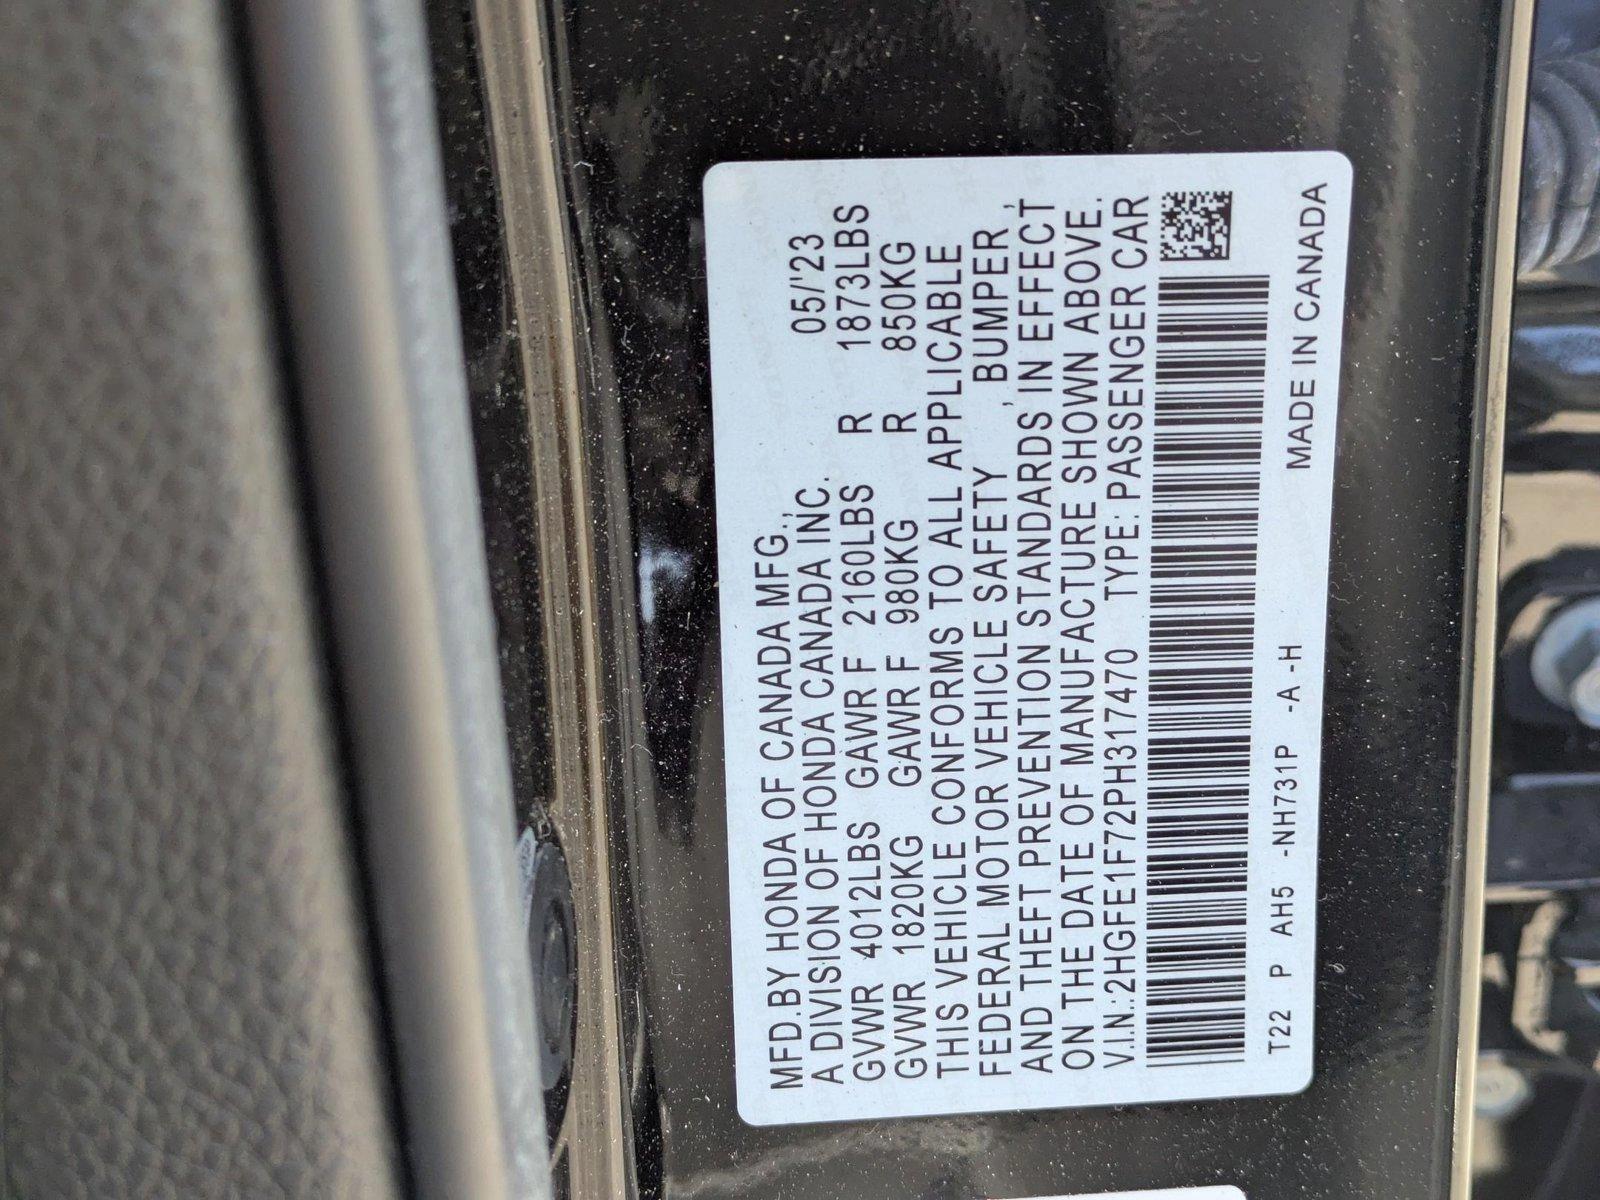 MFD.BY HONDA OF CANADA MFG.,
A DIVISION OF HONDA CANADA INC. 05/'23
GVWR 4012LBS GAWR F 2160LBS R 1873LBS
GVWR 1820KG GAWR F 980KG R 850KG
THIS VEHICLE CONFORMS TO ALL APPLICABLE
FEDERAL MOTOR VEHICLE SAFETY , BUMPER,
AND THEFT PREVENTION STANDARDS IN EFFECT
ON THE DATE OF MANUFACTURE SHOWN ABOVE.
V.I.N.:2HGFE1F72PH317470 TYPE: PASSENGER CAR
T22 P AH5 -NH731P -A -H MADE IN CANADA